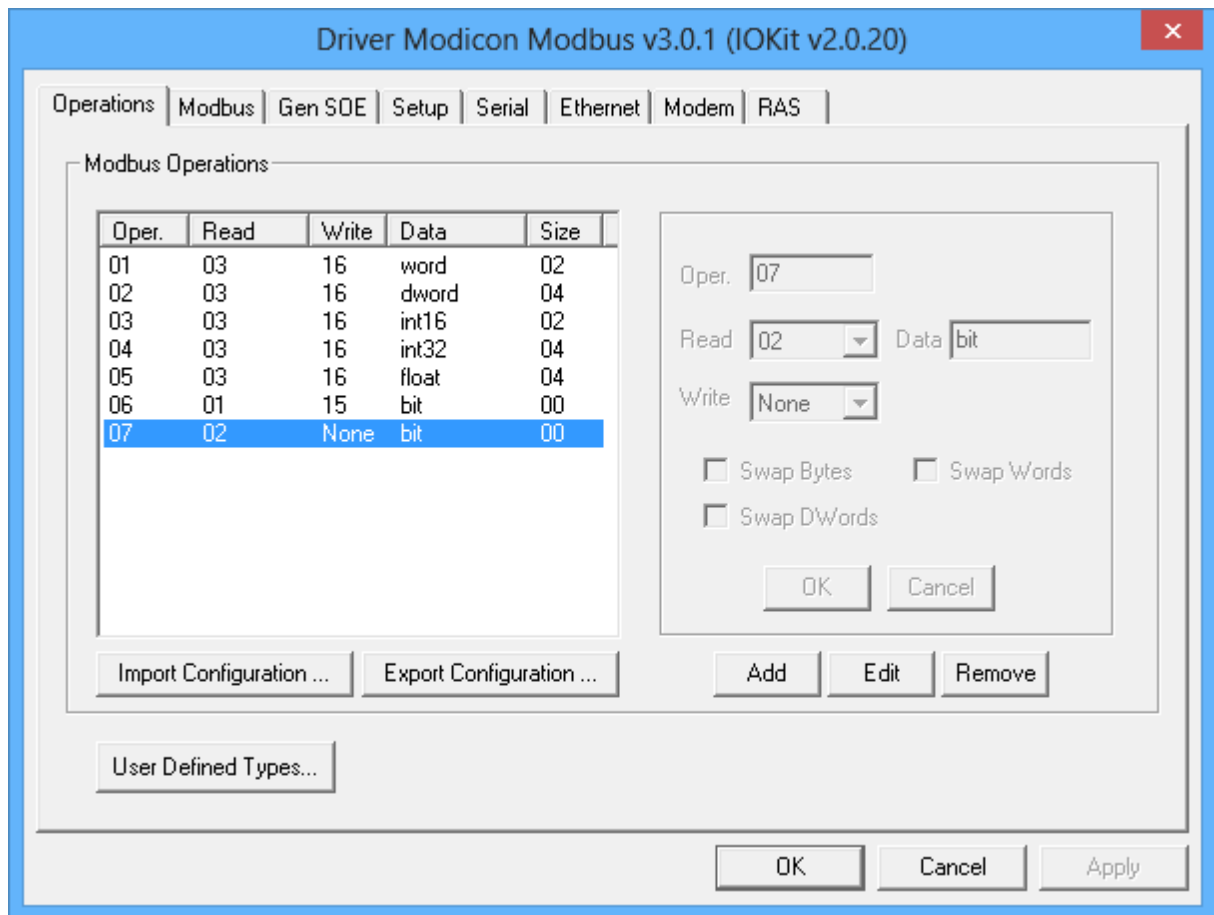 Driver Modicon Modbus v3.0.1 (IOKit v2.0.20)
Operations Modbus Gen SOE Setup Serial Ethernet Modem RAS
Modbus Operations
Oper. Read Write Data Size
01 03 16 word 02
02 03 16 dword 04
03 03 16 int16 02
04 03 16 int32 04
05 03 16 float 04
06 01 15 bit 00
07 02 None bit 00
Oper. 07
Read 02 Data bit
Write None
Swap Bytes Swap Words
Swap DWords
OK Cancel
Import Configuration ... Export Configuration ... Add Edit Remove
User Defined Types...
OK Cancel Apply